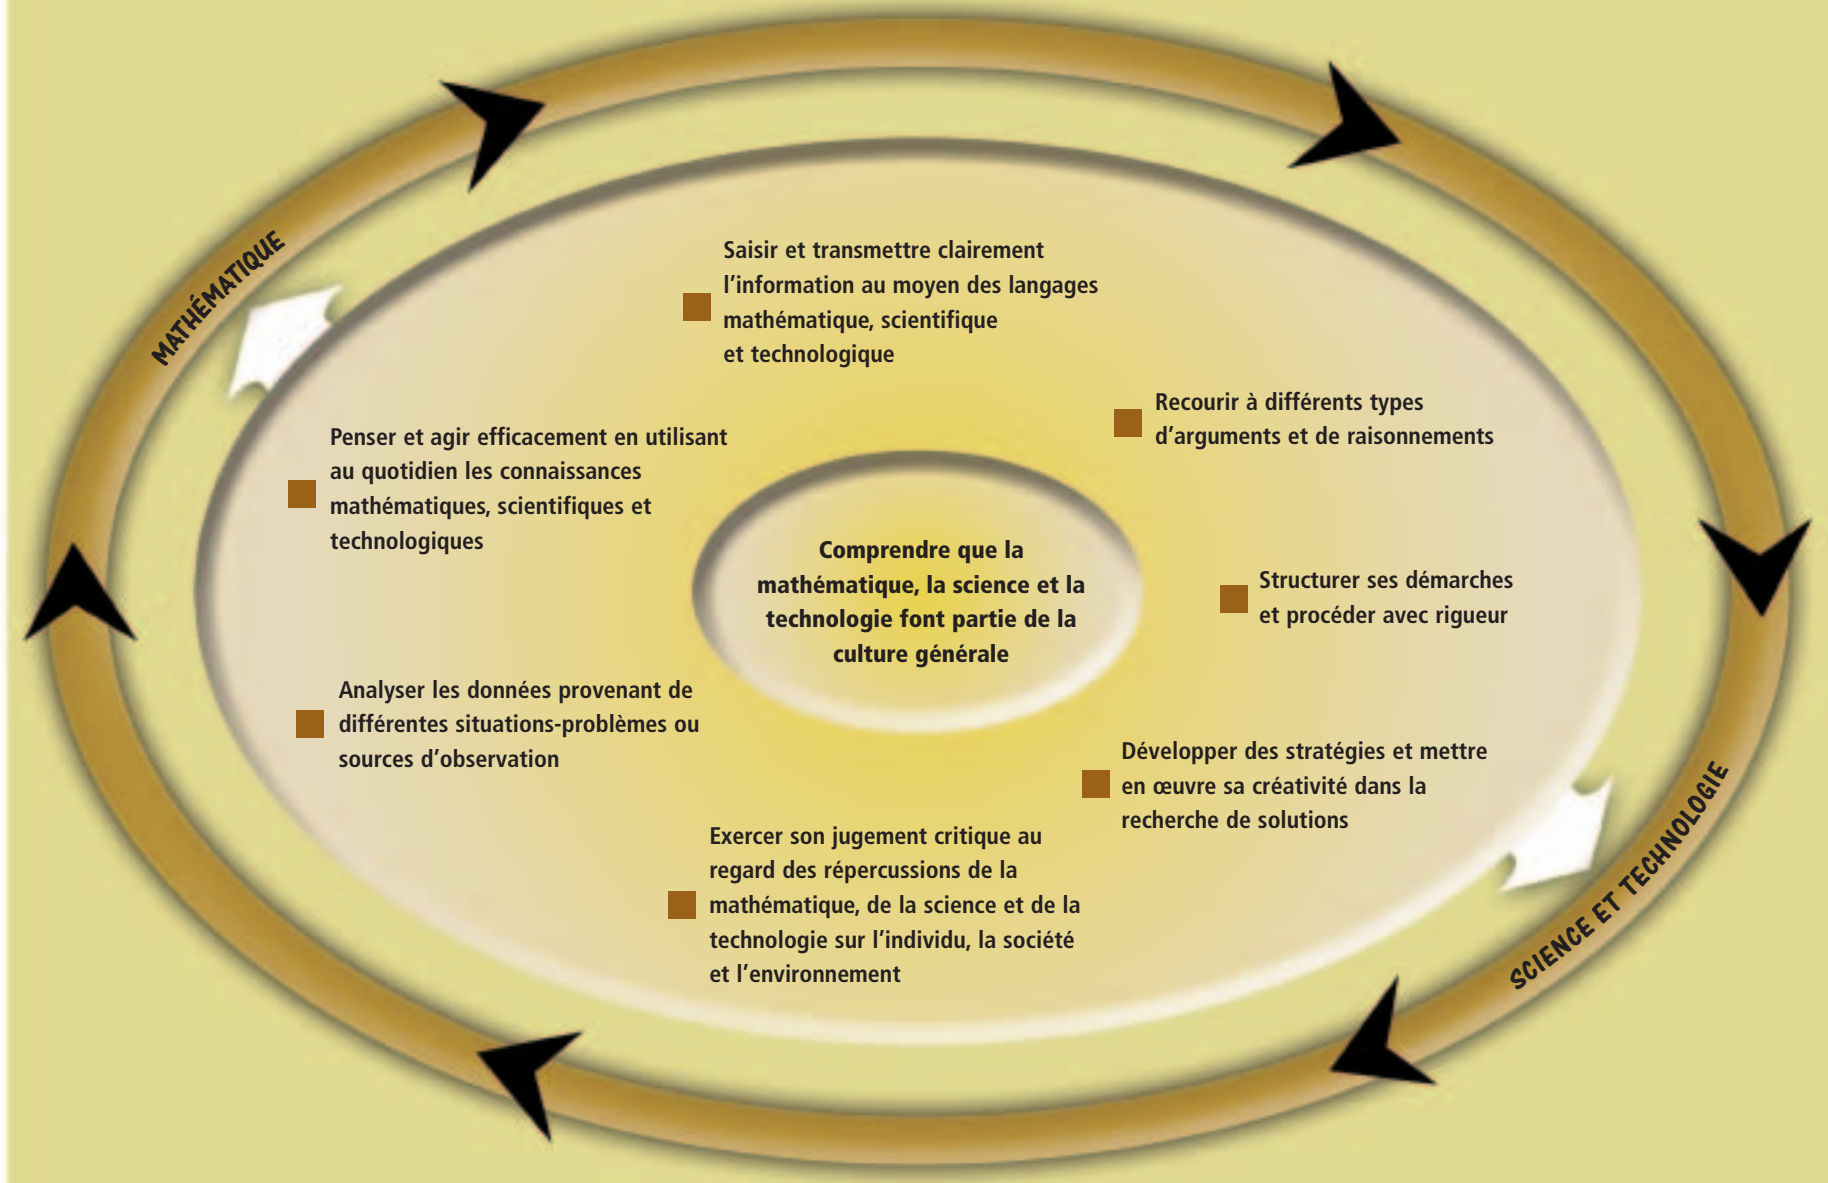 MATHÉMATIQUE
Saisir et transmettre clairement
l'information au moyen des langages
mathématique, scientifique
et technologique
Recourir à différents types
d'arguments et de raisonnements
Penser et agir efficacement en utilisant
au quotidien les connaissances
mathématiques, scientifiques et
technologiques
Comprendre que la
mathématique, la science et la
technologie font partie de la
culture générale
Structurer ses démarches
et procéder avec rigueur
Analyser les données provenant de
différentes situations-problèmes ou
sources d'observation
Développer des stratégies et mettre
en œuvre sa créativité dans la
recherche de solutions
Exercer son jugement critique au
regard des répercussions de la
mathématique, de la science et de la
technologie sur l'individu, la société
et l'environnement
SCIENCE ET TECHNOLOGIE